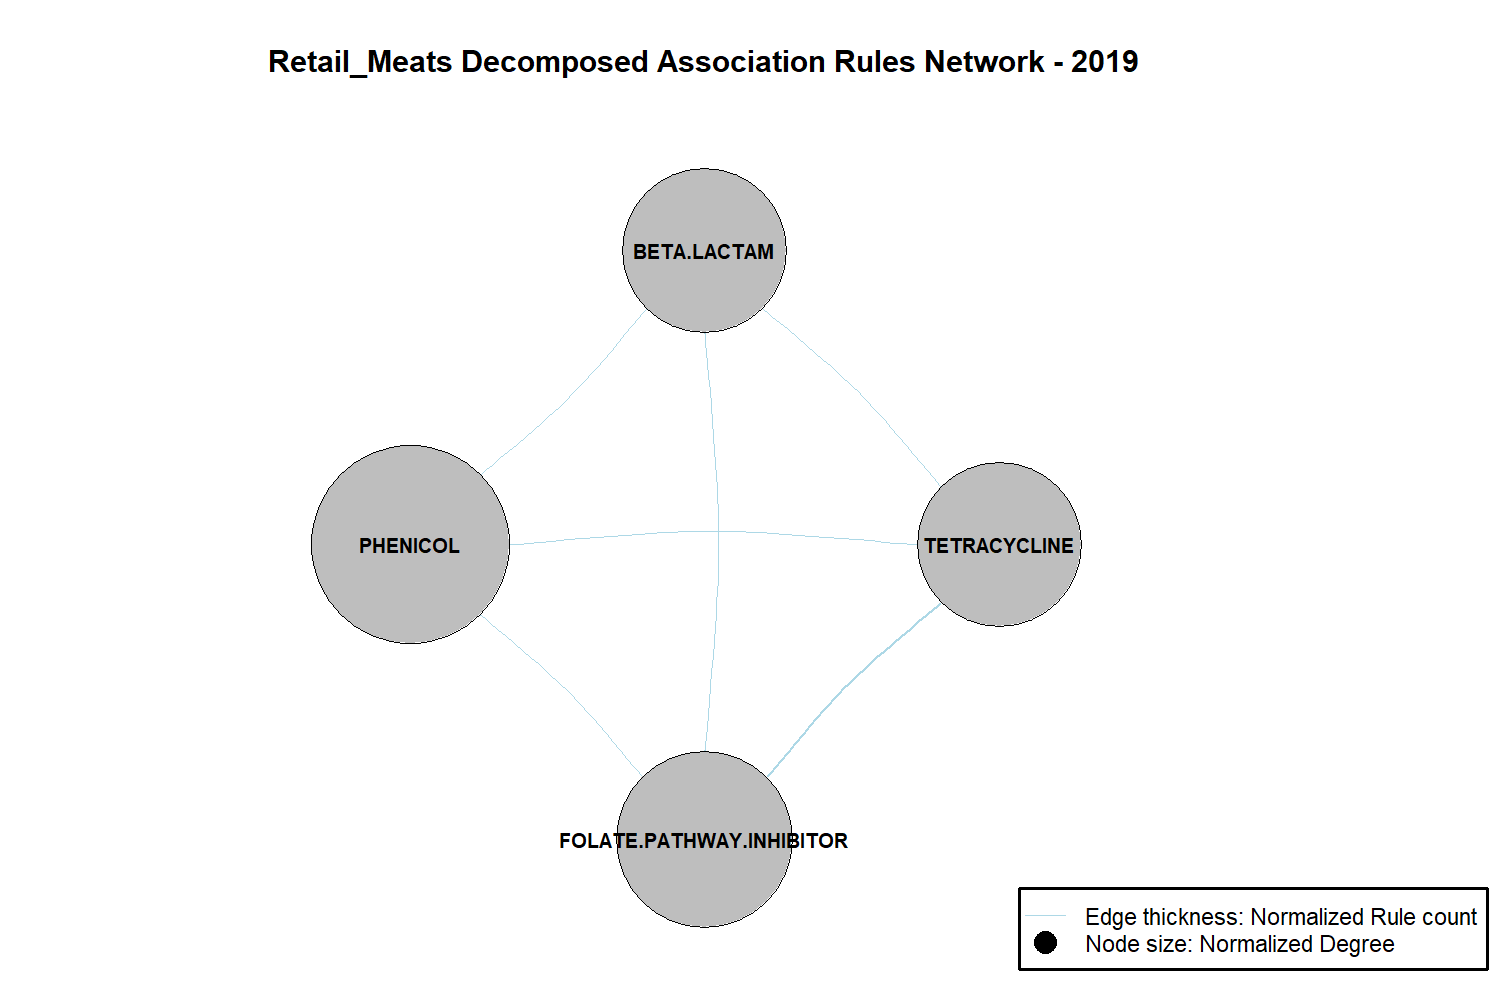 Retail_Meats Decomposed Association Rules Network - 2019
BETA.LACTAM
PHENICOL
TETRACYCLINE
FOLATE.PATHWAY.INHIBITOR
Edge thickness: Normalized Rule count
Node size: Normalized Degree